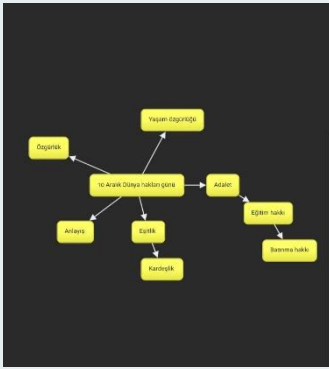 Yaşam özgürlüğü
Özgürlük
10 Aralık Dünya hakları günü
Adalet
Eğitim hakkı
Anlayış
Eşitlik
Barınma hakkı
Kardeşlik